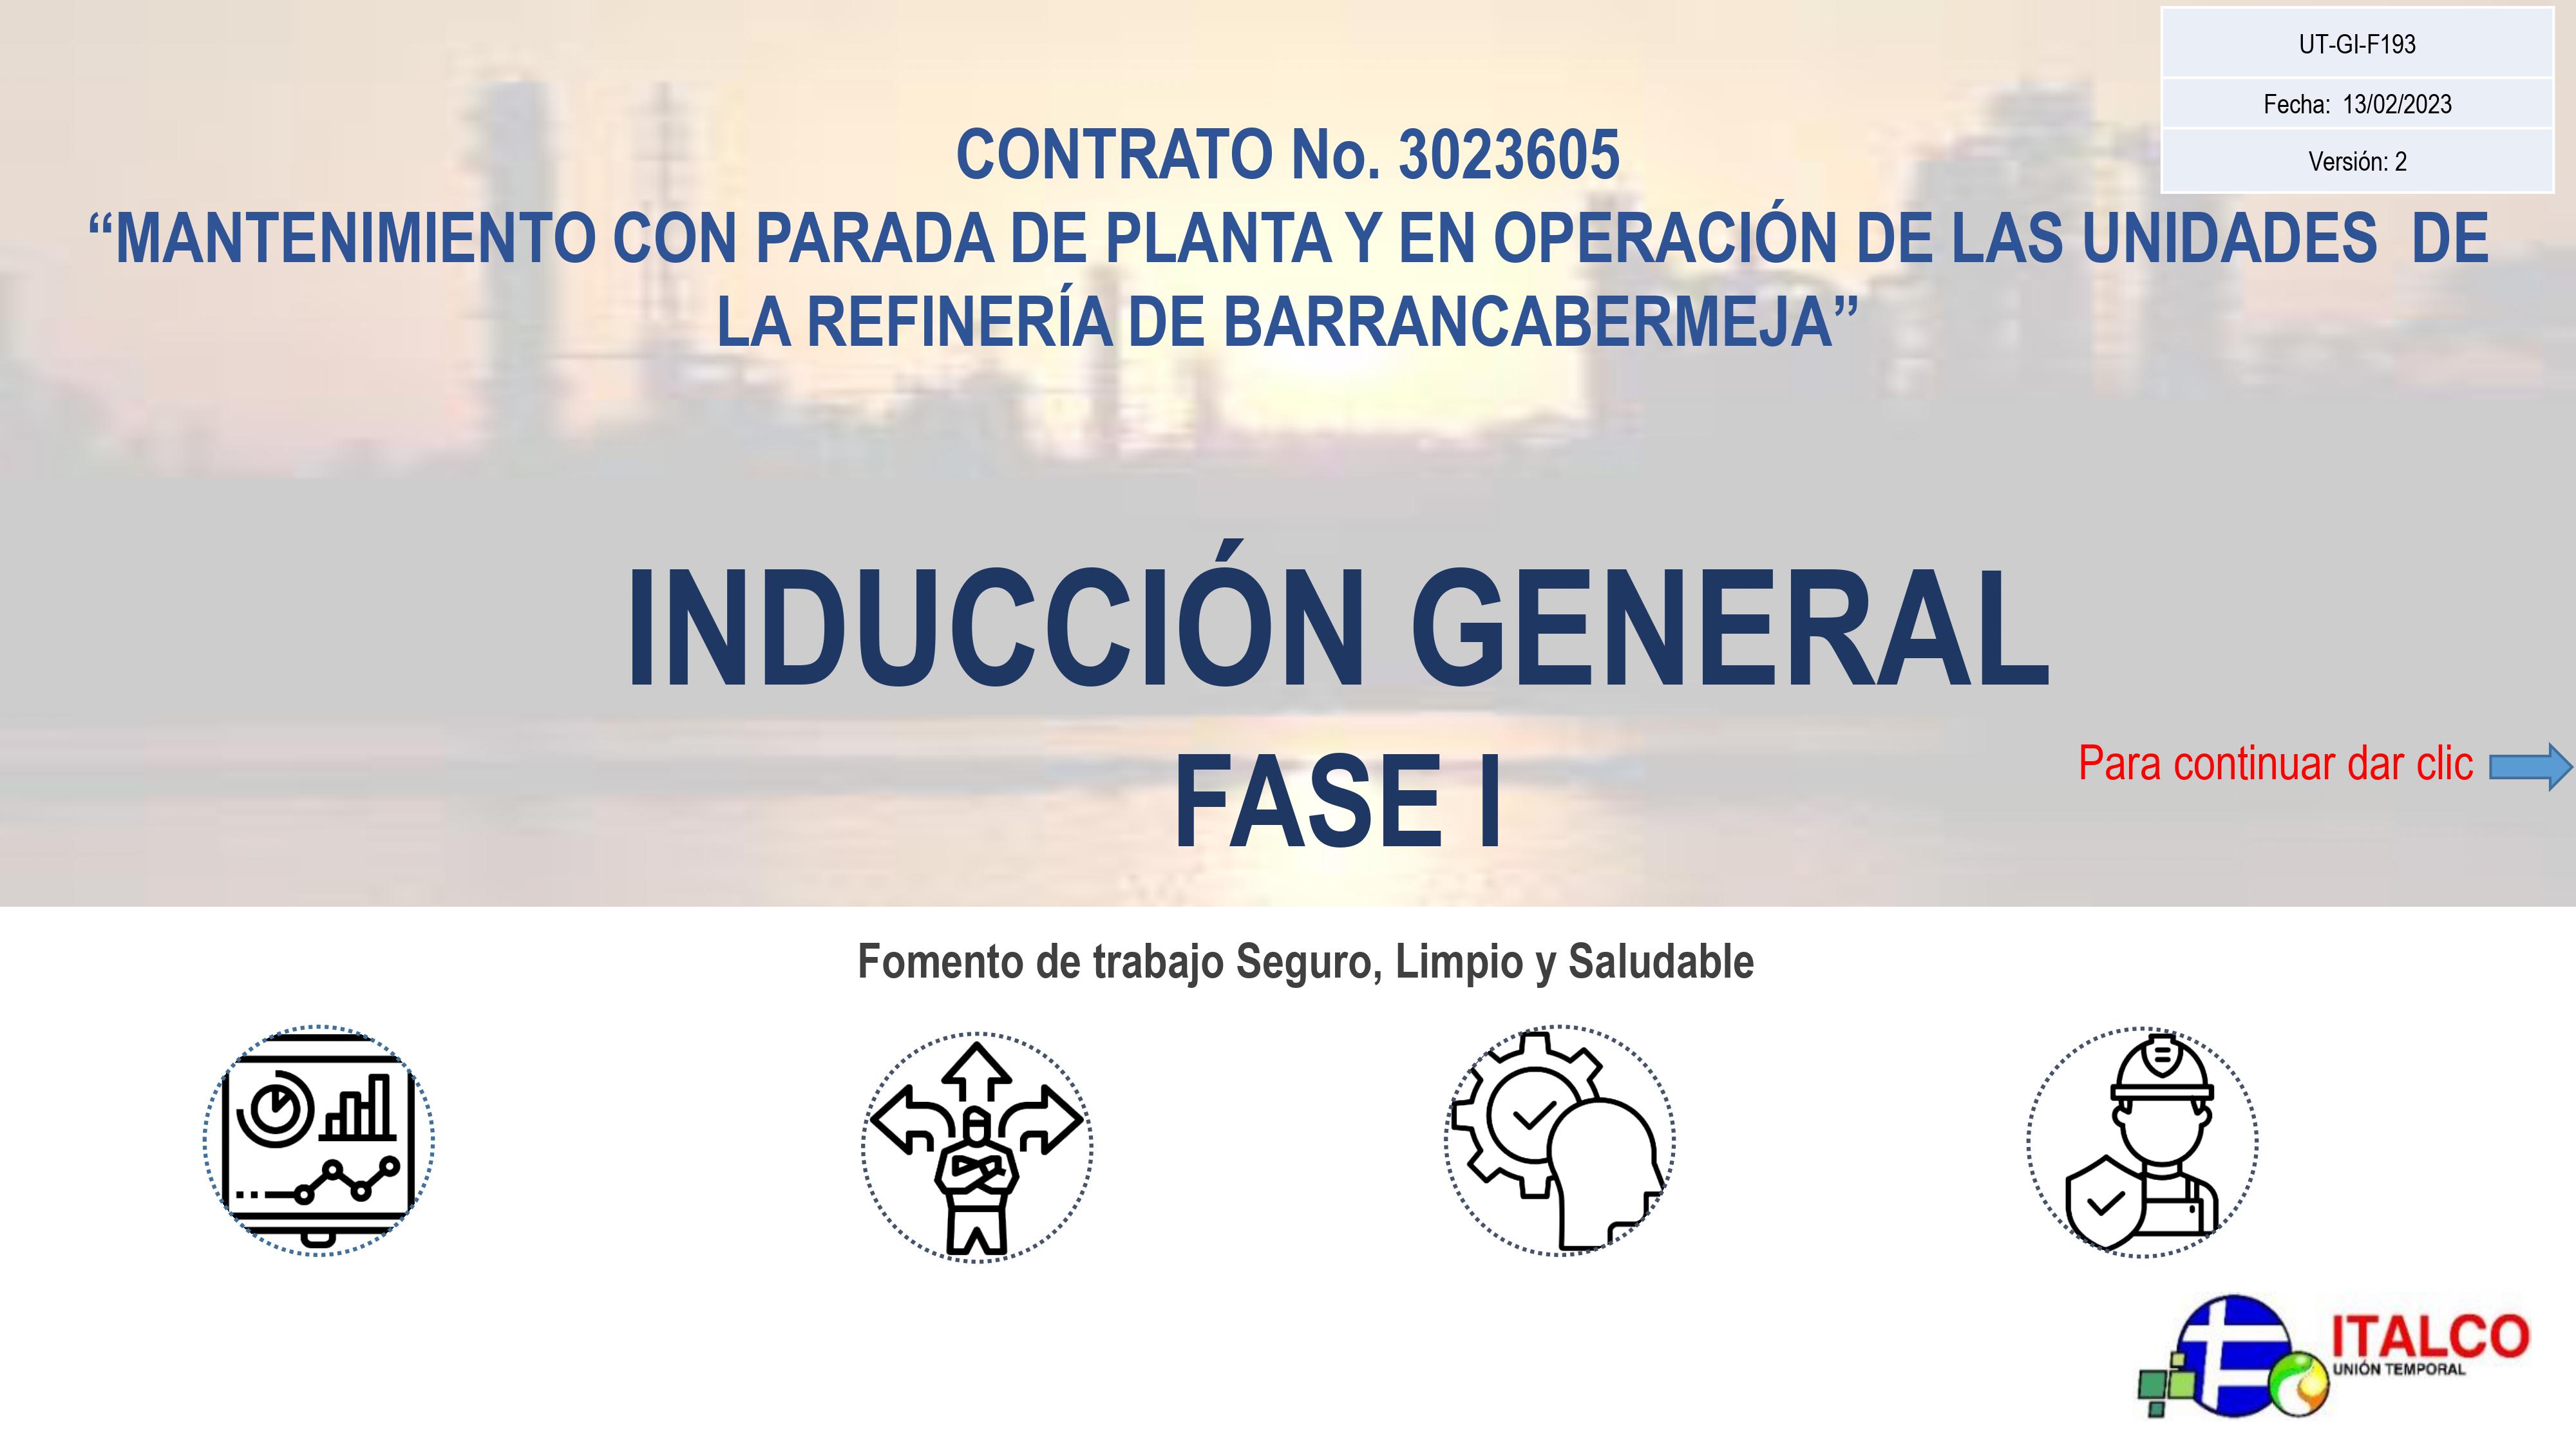 UT-GI-F193
Fecha:  13/02/2023
Versión: 2
CONTRATO No. 3023605
“MANTENIMIENTO CON PARADA DE PLANTA Y EN OPERACIÓN DE LAS UNIDADES  DE
LA REFINERÍA DE BARRANCABERMEJA”
INDUCCIÓN GENERAL
FASE I
Para continuar dar clic
Fomento de trabajo Seguro, Limpio y Saludable
ITALCO
UNIÓN TEMPORAL